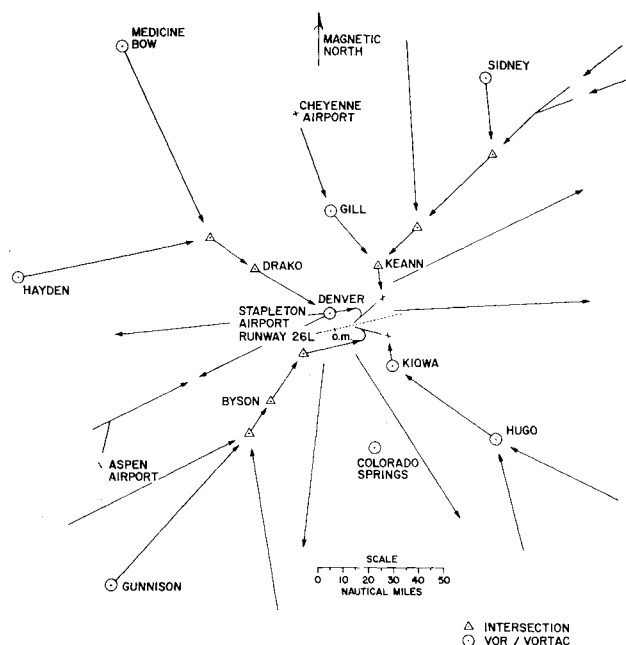 MEDICINE
BOW
MAGNETIC
NORTH
SIDNEY
CHEYENNE
AIRPORT
GILL
DRAKO
KEANN
HAYDEN
DENVER
STAPLETON
AIRPORT
RUNWAY 26L
o.m.
KIOWA
BYSON
HUGO
ASPEN
AIRPORT
COLORADO
SPRINGS
GUNNISON
SCALE
0 10 20 30 40 50
NAUTICAL MILES
INTERSECTION
VOR / VORTAC